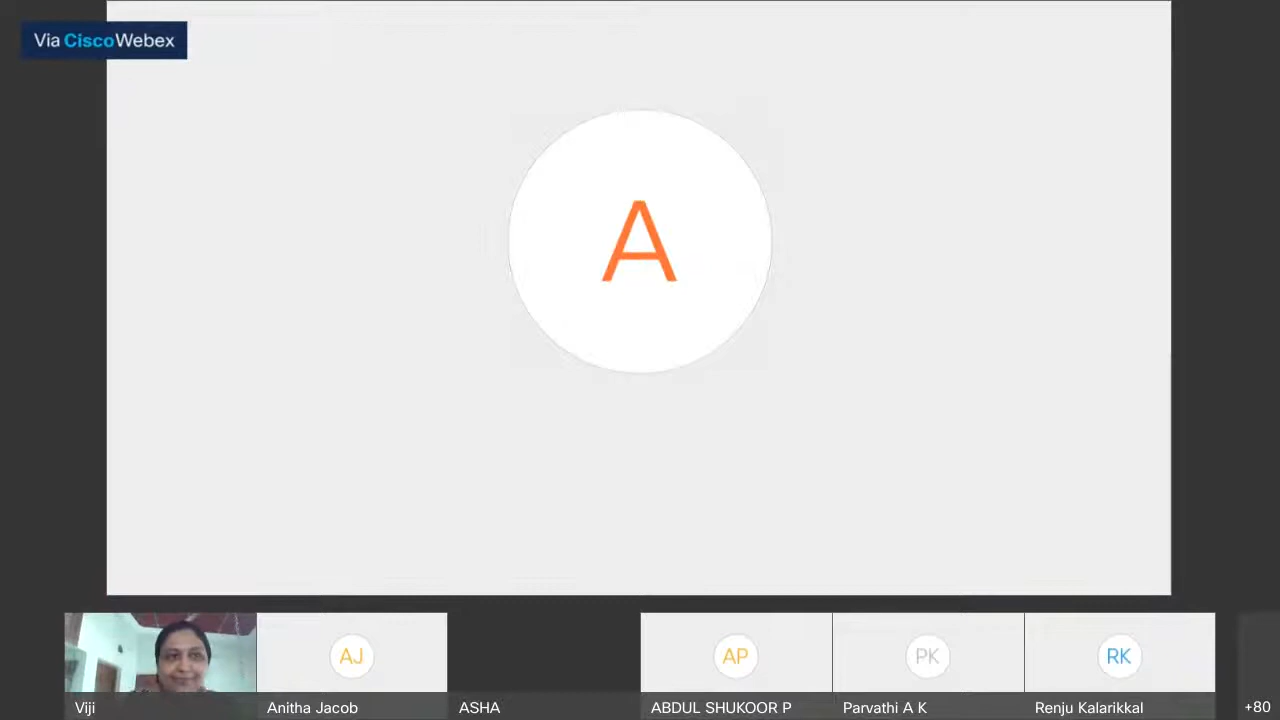 Via CiscoWebex
A
AJ
AP
PK
RK
Viji
Anitha Jacob
ASHA
ABDUL SHUKOOR P
Parvathi A K
Renju Kalarikkal
+80